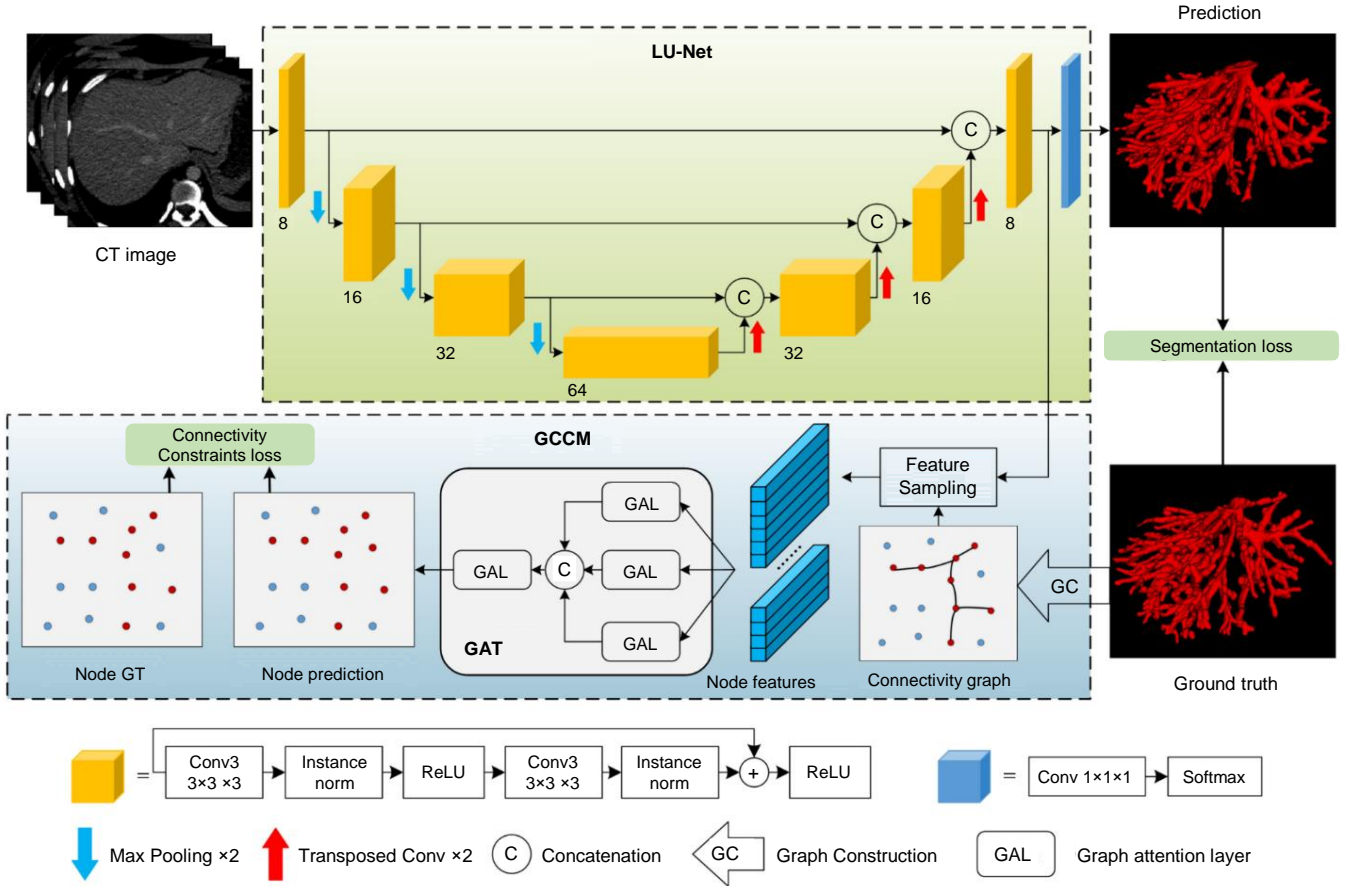 Prediction
LU-Net
C
8
8
CT image
C
16
16
C
32
32
64
Segmentation loss
Connectivity
Constraints loss
GCCM
Feature
Sampling
GAL
GAL
C
GAL
GAL
GAT
GC
Node GT
Node prediction
Node features
Connectivity graph
Ground truth
=
Conv3
3×3 ×3
Instance
norm
ReLU
Conv3
3×3 ×3
Instance
norm
+
ReLU
=
Conv 1×1×1
Softmax
Max Pooling ×2
Transposed Conv ×2
C
Concatenation
GC
Graph Construction
GAL
Graph attention layer